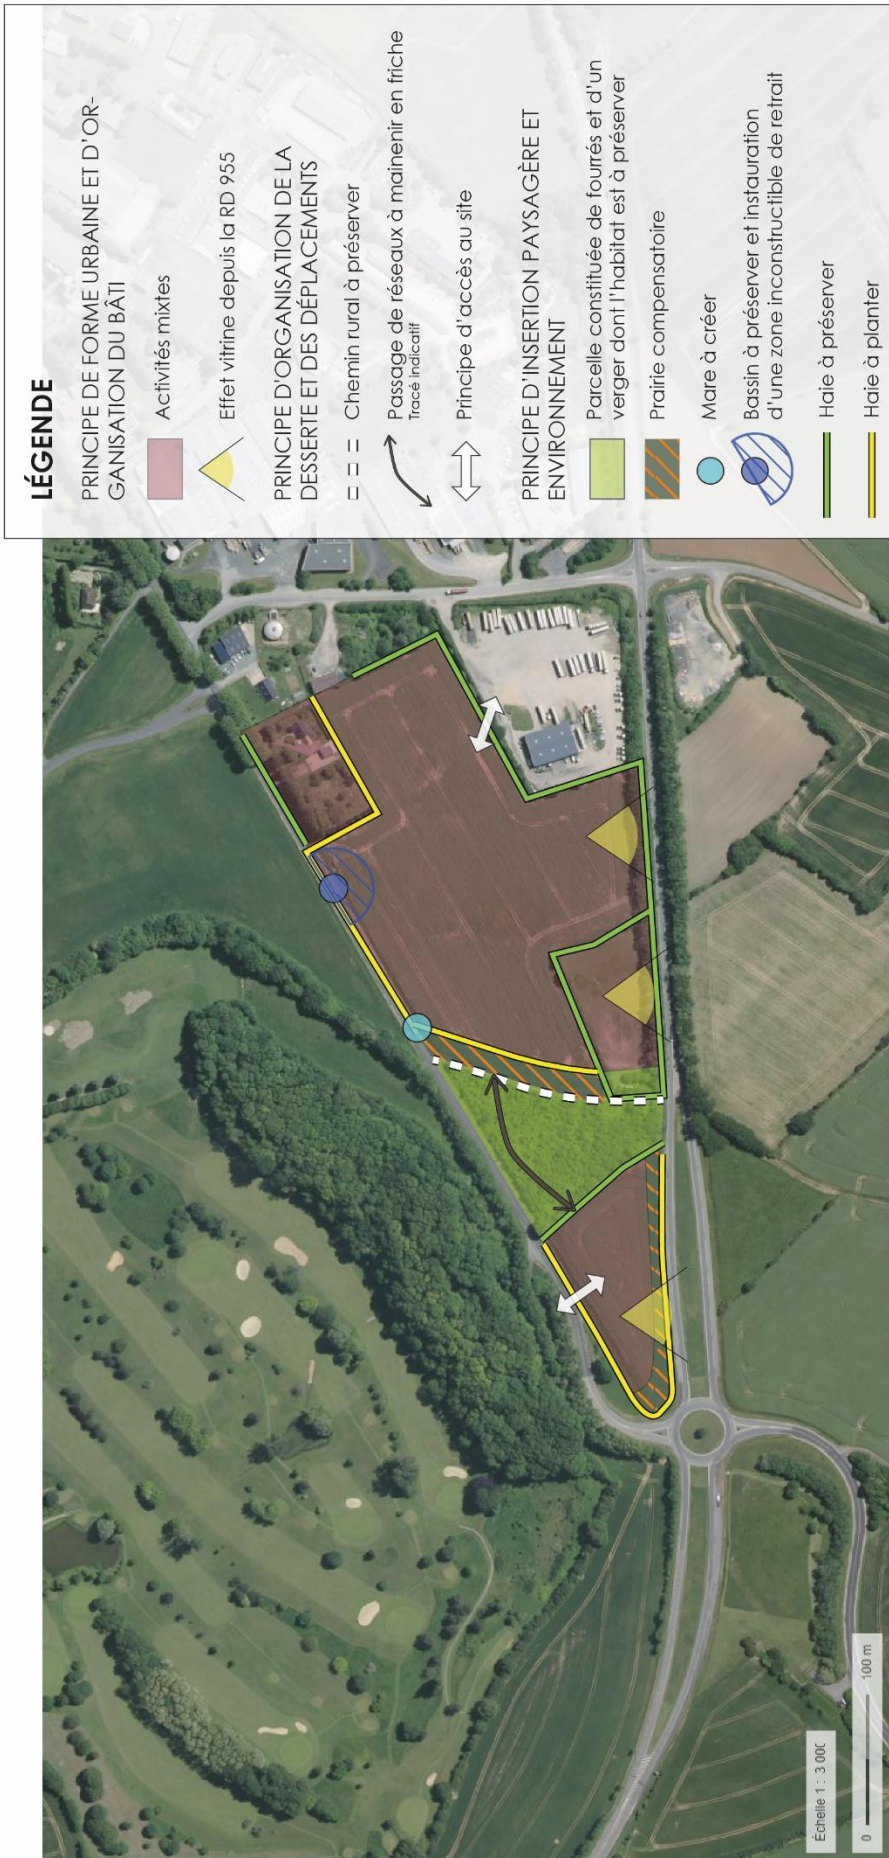 LÉGENDE
PRINCIPE DE FORME URBAINE ET D'OR-
GANISATION DU BÂTI
Activités mixtes
Effet vitrine depuis la RD 955
PRINCIPE D'ORGANISATION DE LA
DESSERTE ET DES DÉPLACEMENTS
Chemin rural à préserver
Passage de réseaux à mainenir en friche
Tracé indicatif
Principe d'accès au site
PRINCIPE D'INSERTION PAYSAGÈRE ET
ENVIRONNEMENT
Parcelle constituée de fourrés et d'un
verger dont l'habitat est à préserver
Prairie compensatoire
Mare à créer
Bassin à préserver et instauration
d'une zone inconstructible de retrait
Haie à préserver
Haie à planter
Échelle 1 : 3 000
0 100 m